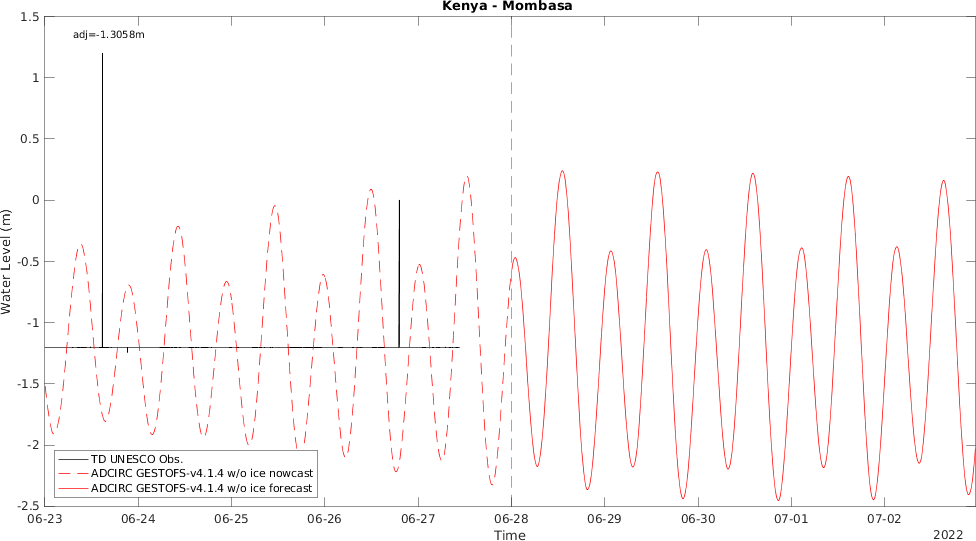 Kenya - Mombasa
adj=-1.3058m
1.5
1
0.5
0
-0.5
-1
-1.5
-2
-2.5
Water Level (m)
TD UNESCO Obs.
ADCIRC GESTOFS-v4.1.4 w/o ice nowcast
ADCIRC GESTOFS-v4.1.4 w/o ice forecast
06-23 06-24 06-25 06-26 06-27 06-28 06-29 06-30 07-01 07-02
Time
2022